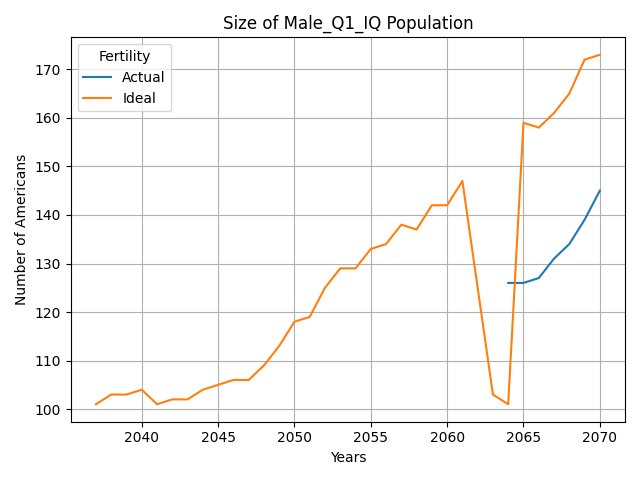 Size of Male_Q1_IQ Population
Fertility
Actual
Ideal
Number of Americans
170
160
150
140
130
120
110
100
2040 2045 2050 2055 2060 2065 2070
Years